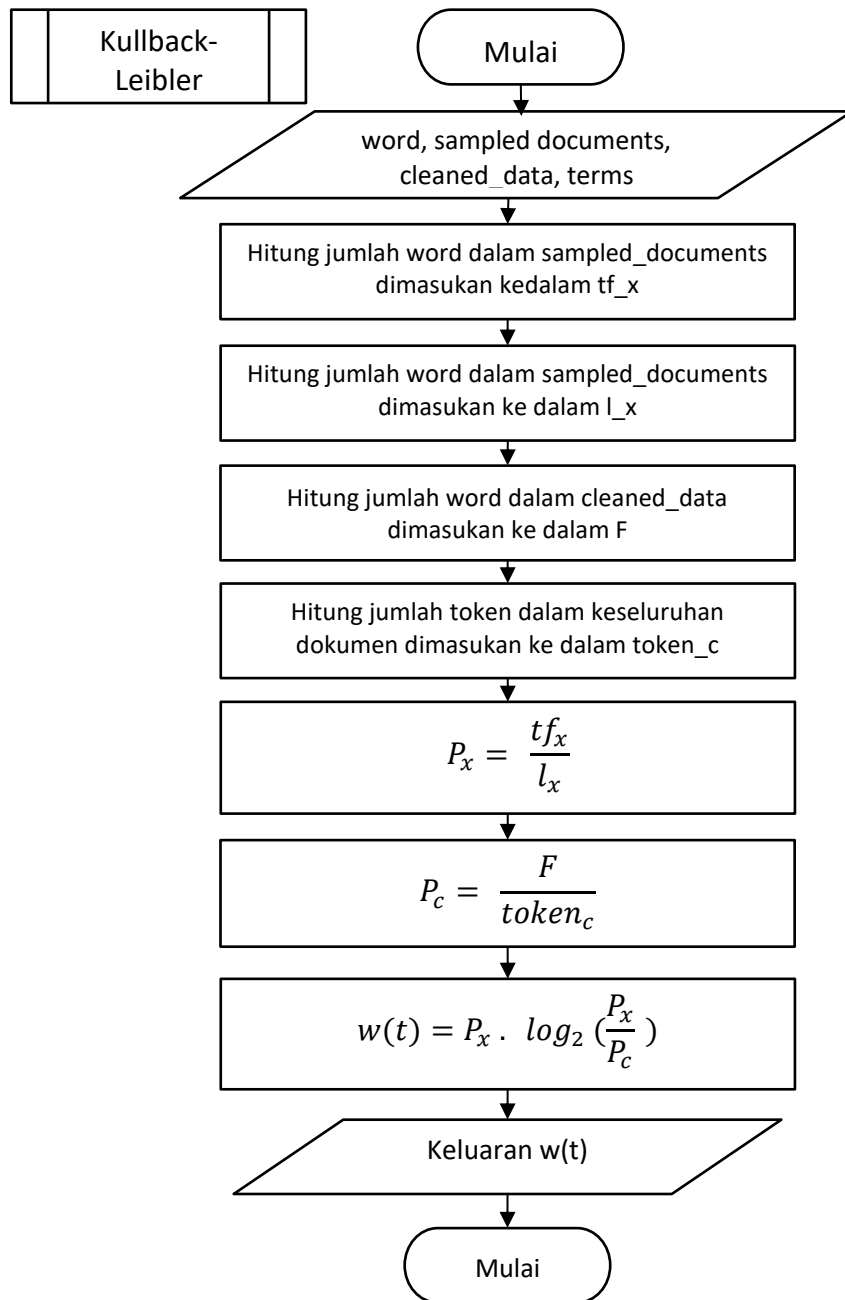 Kullback-
Leibler
Mulai
word, sampled documents,
cleaned_data, terms
Hitung jumlah word dalam sampled_documents
dimasukan kedalam tf_x
Hitung jumlah word dalam sampled_documents
dimasukan ke dalam l_x
Hitung jumlah word dalam cleaned_data
dimasukan ke dalam F
Hitung jumlah token dalam keseluruhan
dokumen dimasukan ke dalam token_c
P_x = tf_x / l_x
P_c = F / token_c
w(t) = P_x . log_2 (P_x / P_c)
Keluaran w(t)
Mulai